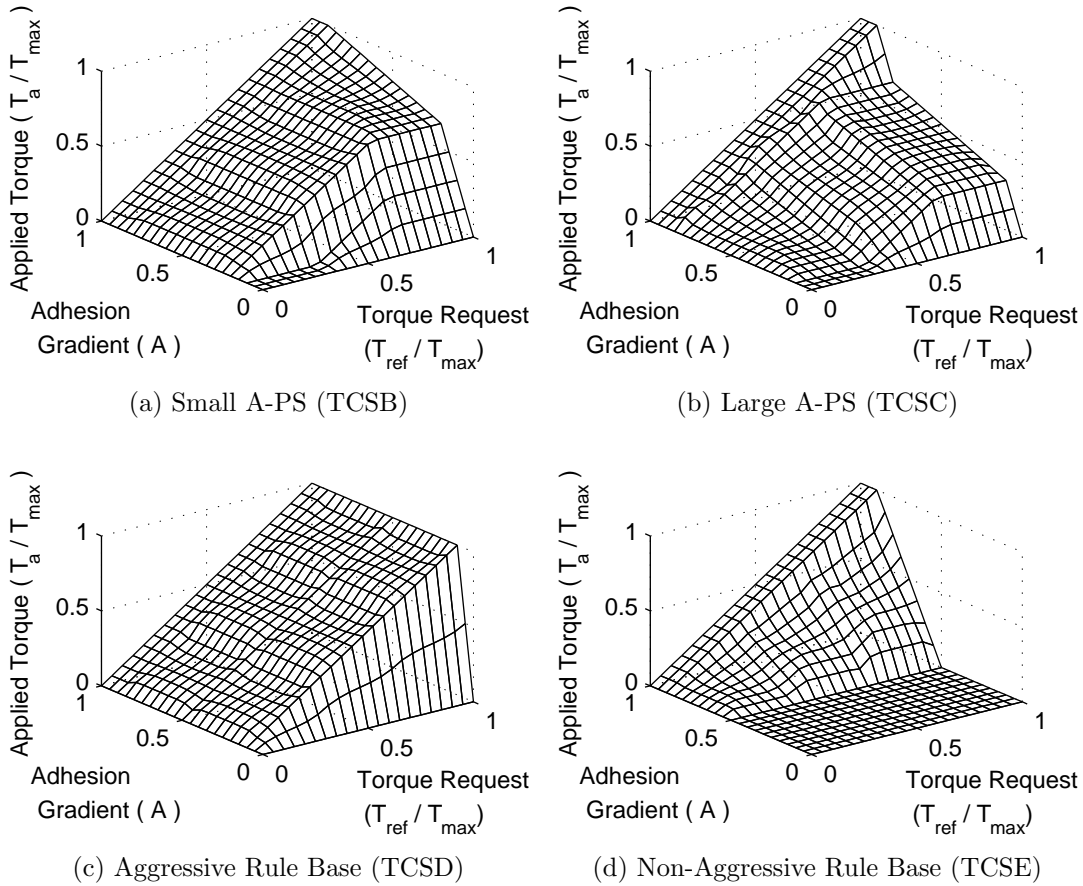 Applied Torque ( T_a / T_max )
1
0.5
0
1
0.5
0
0
0.5
1
Adhesion
Gradient ( A )
Torque Request
(T_ref / T_max)
(a) Small A-PS (TCSB)
Applied Torque ( T_a / T_max )
1
0.5
0
1
0.5
0
0
0.5
1
Adhesion
Gradient ( A )
Torque Request
(T_ref / T_max)
(b) Large A-PS (TCSC)
Applied Torque ( T_a / T_max )
1
0.5
0
1
0.5
0
0
0.5
1
Adhesion
Gradient ( A )
Torque Request
(T_ref / T_max)
(c) Aggressive Rule Base (TCSD)
Applied Torque ( T_a / T_max )
1
0.5
0
1
0.5
0
0
0.5
1
Adhesion
Gradient ( A )
Torque Request
(T_ref / T_max)
(d) Non-Aggressive Rule Base (TCSE)